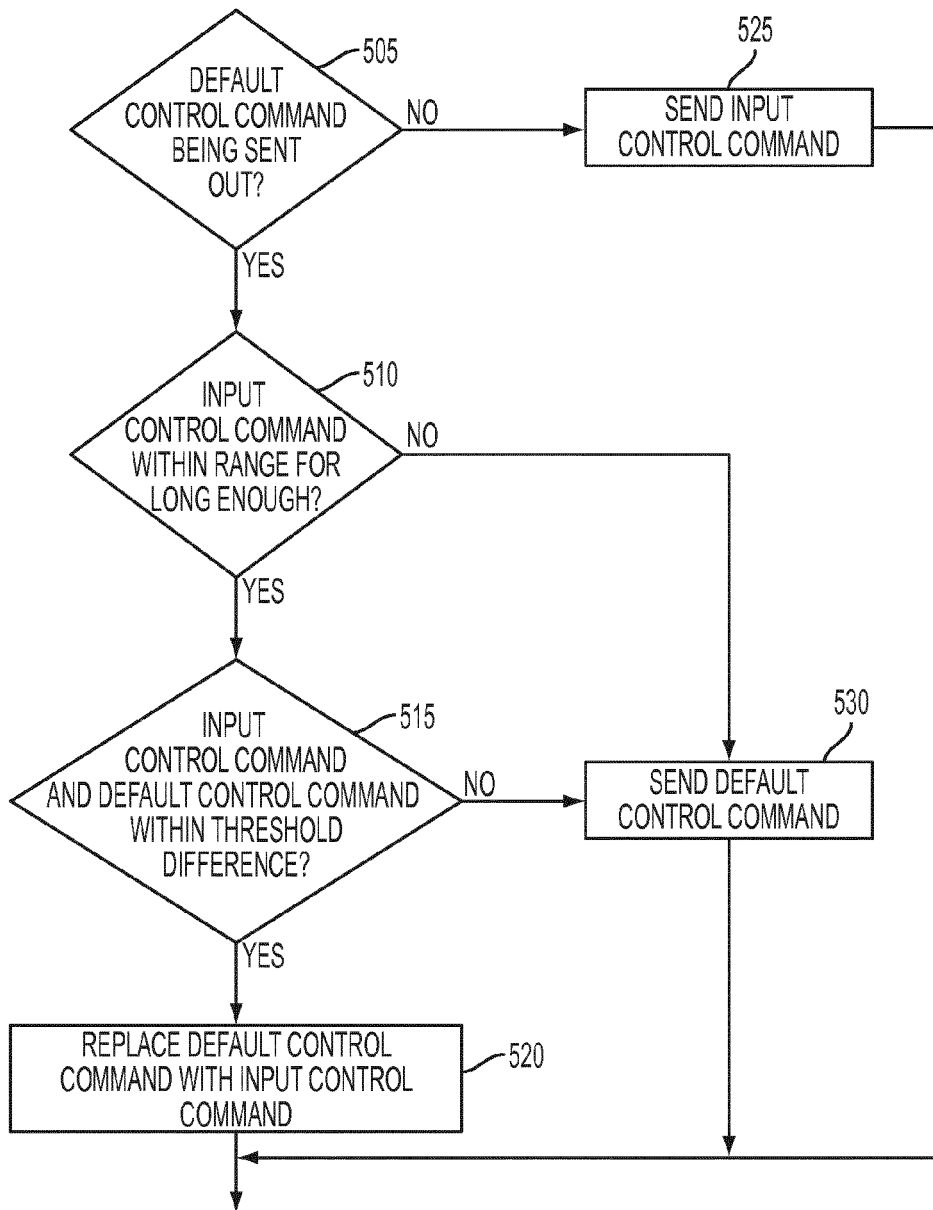 505
DEFAULT
CONTROL COMMAND
BEING SENT
OUT?
NO
525
SEND INPUT
CONTROL COMMAND
YES
510
INPUT
CONTROL COMMAND
WITHIN RANGE FOR
LONG ENOUGH?
NO
YES
515
INPUT
CONTROL COMMAND
AND DEFAULT CONTROL COMMAND
WITHIN THRESHOLD
DIFFERENCE?
NO
530
SEND DEFAULT
CONTROL COMMAND
YES
REPLACE DEFAULT CONTROL
COMMAND WITH INPUT CONTROL
COMMAND
520